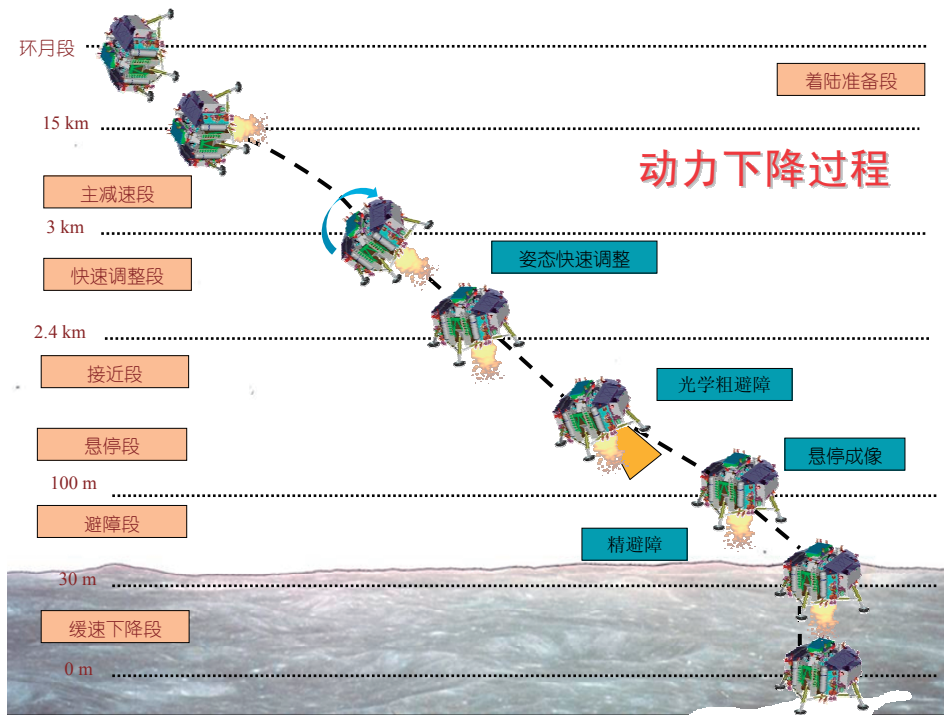 环月段
着陆准备段
15 km
动力下降过程
主减速段
3 km
姿态快速调整
快速调整段
2.4 km
接近段
光学粗避障
悬停段
悬停成像
100 m
避障段
精避障
30 m
缓速下降段
0 m